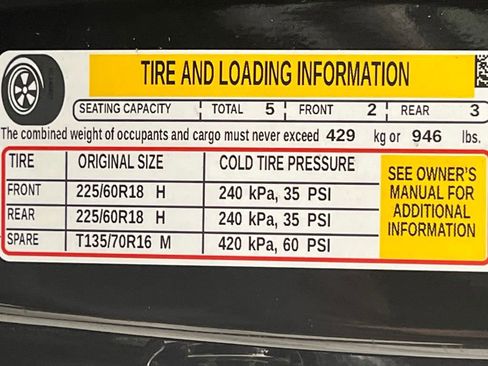 TIRE AND LOADING INFORMATION
SEATING CAPACITY TOTAL 5 FRONT 2 REAR 3
The combined weight of occupants and cargo must never exceed 429 kg or 946 lbs.
TIRE ORIGINAL SIZE COLD TIRE PRESSURE
FRONT 225/60R18 H 240 kPa, 35 PSI
REAR 225/60R18 H 240 kPa, 35 PSI
SPARE T135/70R16 M 420 kPa, 60 PSI
SEE OWNER'S
MANUAL FOR
ADDITIONAL
INFORMATION